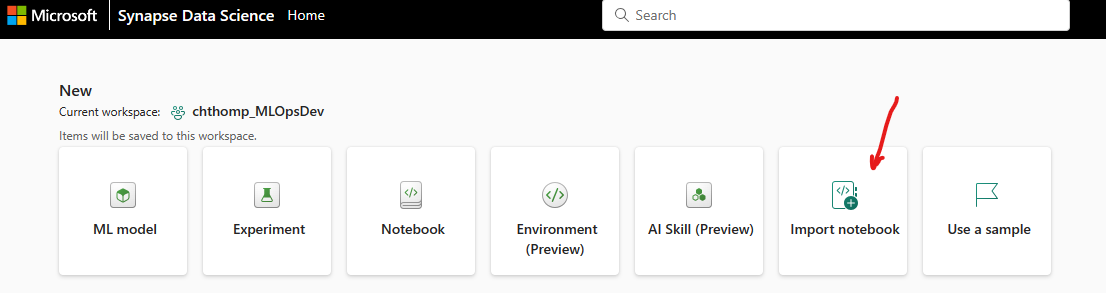 Microsoft Synapse Data Science Home Search
New
Current workspace: chthomp_MLOpsDev
Items will be saved to this workspace.
ML model
Experiment
Notebook
Environment
(Preview)
AI Skill (Preview)
Import notebook
Use a sample